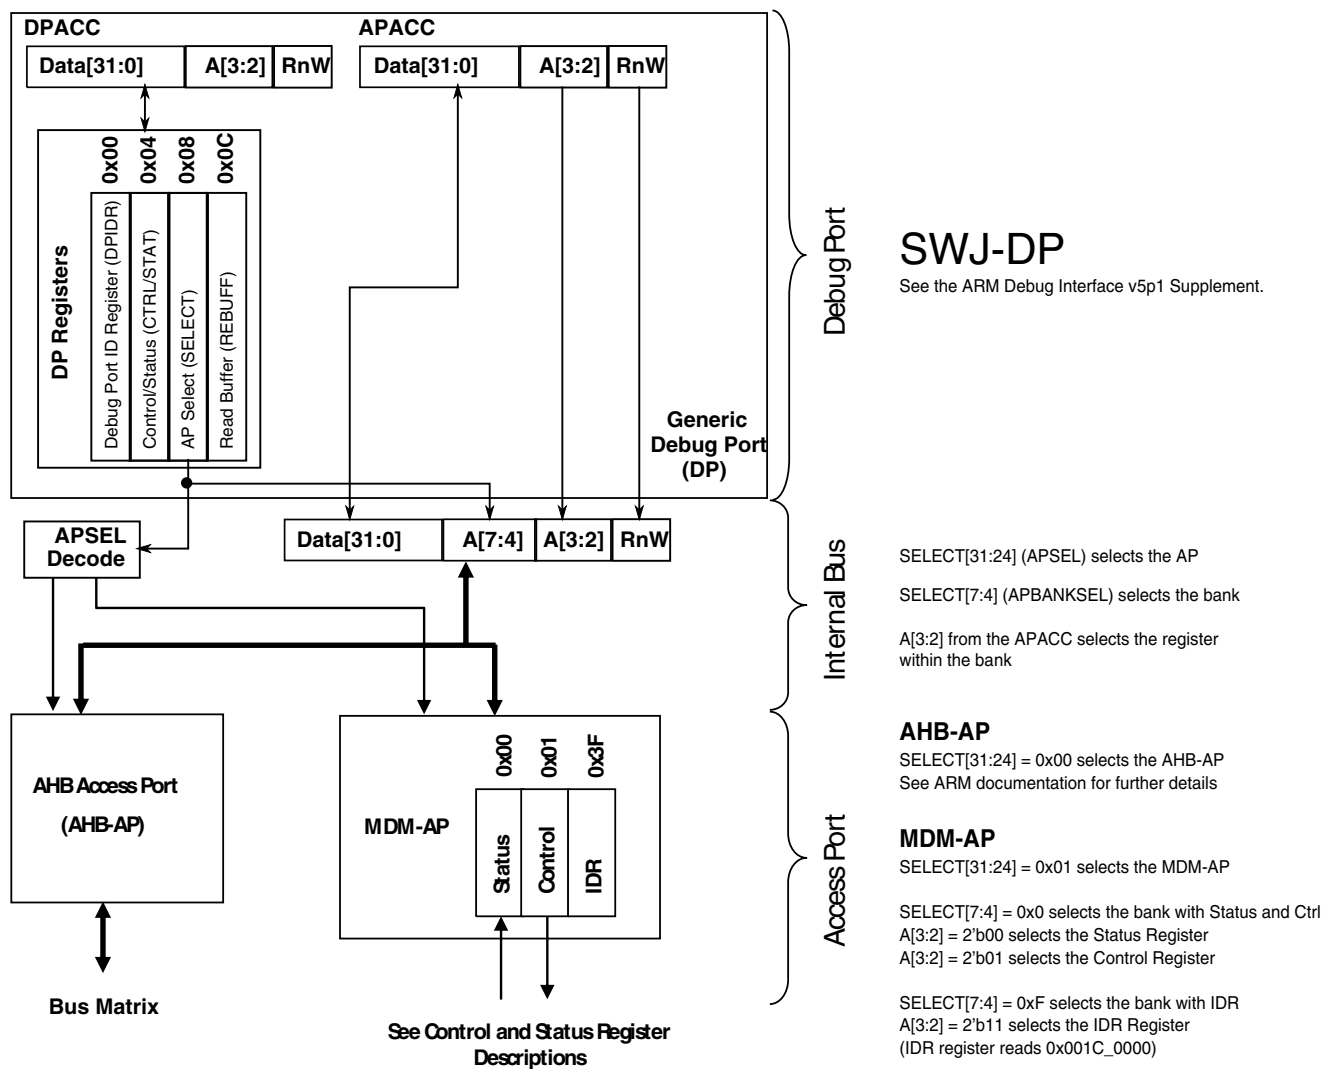 DPACC
APACC
Data[31:0]
A[3:2]
RnW
Data[31:0]
A[3:2]
RnW
0x00
0x04
0x08
0x0C
DP Registers
Debug Port ID Register (DPIDR)
Control/Status (CTRL/STAT)
AP Select (SELECT)
Read Buffer (REBUFF)
Generic
Debug Port
(DP)
Debug Port
SWJ-DP
See the ARM Debug Interface v5p1 Supplement.
APSEL
Decode
Data[31:0]
A[7:4]
A[3:2]
RnW
Internal Bus
SELECT[31:24] (APSEL) selects the AP
SELECT[7:4] (APBANKSEL) selects the bank
A[3:2] from the APACC selects the register
within the bank
AHB Access Port
(AHB-AP)
Bus Matrix
MDM-AP
0x00
0x01
0x3F
Status
Control
IDR
See Control and Status Register
Descriptions
Access Port
AHB-AP
SELECT[31:24] = 0x00 selects the AHB-AP
See ARM documentation for further details
MDM-AP
SELECT[31:24] = 0x01 selects the MDM-AP
SELECT[7:4] = 0x0 selects the bank with Status and Ctrl
A[3:2] = 2'b00 selects the Status Register
A[3:2] = 2'b01 selects the Control Register
SELECT[7:4] = 0xF selects the bank with IDR
A[3:2] = 2'b11 selects the IDR Register
(IDR register reads 0x001C_0000)